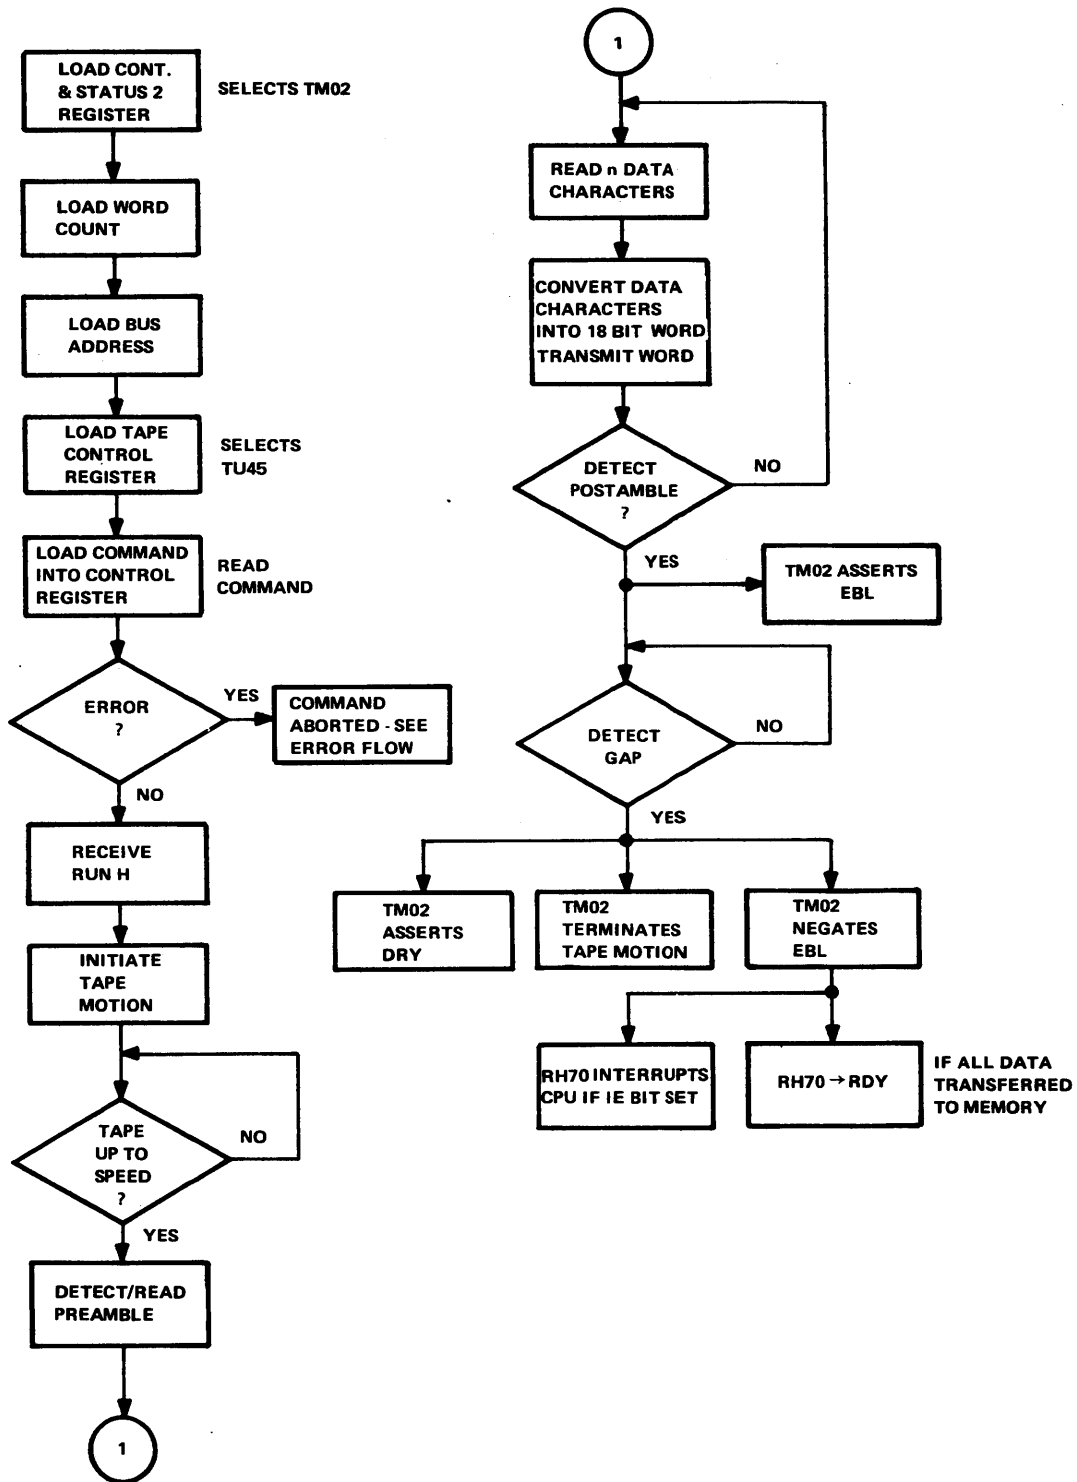 LOAD CONT.
& STATUS 2
REGISTER
SELECTS TM02
LOAD WORD
COUNT
LOAD BUS
ADDRESS
LOAD TAPE
CONTROL
REGISTER
SELECTS
TU45
LOAD COMMAND
INTO CONTROL
REGISTER
READ
COMMAND
ERROR
?
YES
COMMAND
ABORTED - SEE
ERROR FLOW
NO
RECEIVE
RUN H
INITIATE
TAPE
MOTION
TAPE
UP TO
SPEED
?
NO
YES
DETECT/READ
PREAMBLE
1
1
READ n DATA
CHARACTERS
CONVERT DATA
CHARACTERS
INTO 18 BIT WORD
TRANSMIT WORD
DETECT
POSTAMBLE
?
NO
YES
TM02 ASSERTS
EBL
DETECT
GAP
NO
YES
TM02
ASSERTS
DRY
TM02
TERMINATES
TAPE MOTION
TM02
NEGATES
EBL
RH70 INTERRUPTS
CPU IF IE BIT SET
RH70 → RDY
IF ALL DATA
TRANSFERRED
TO MEMORY